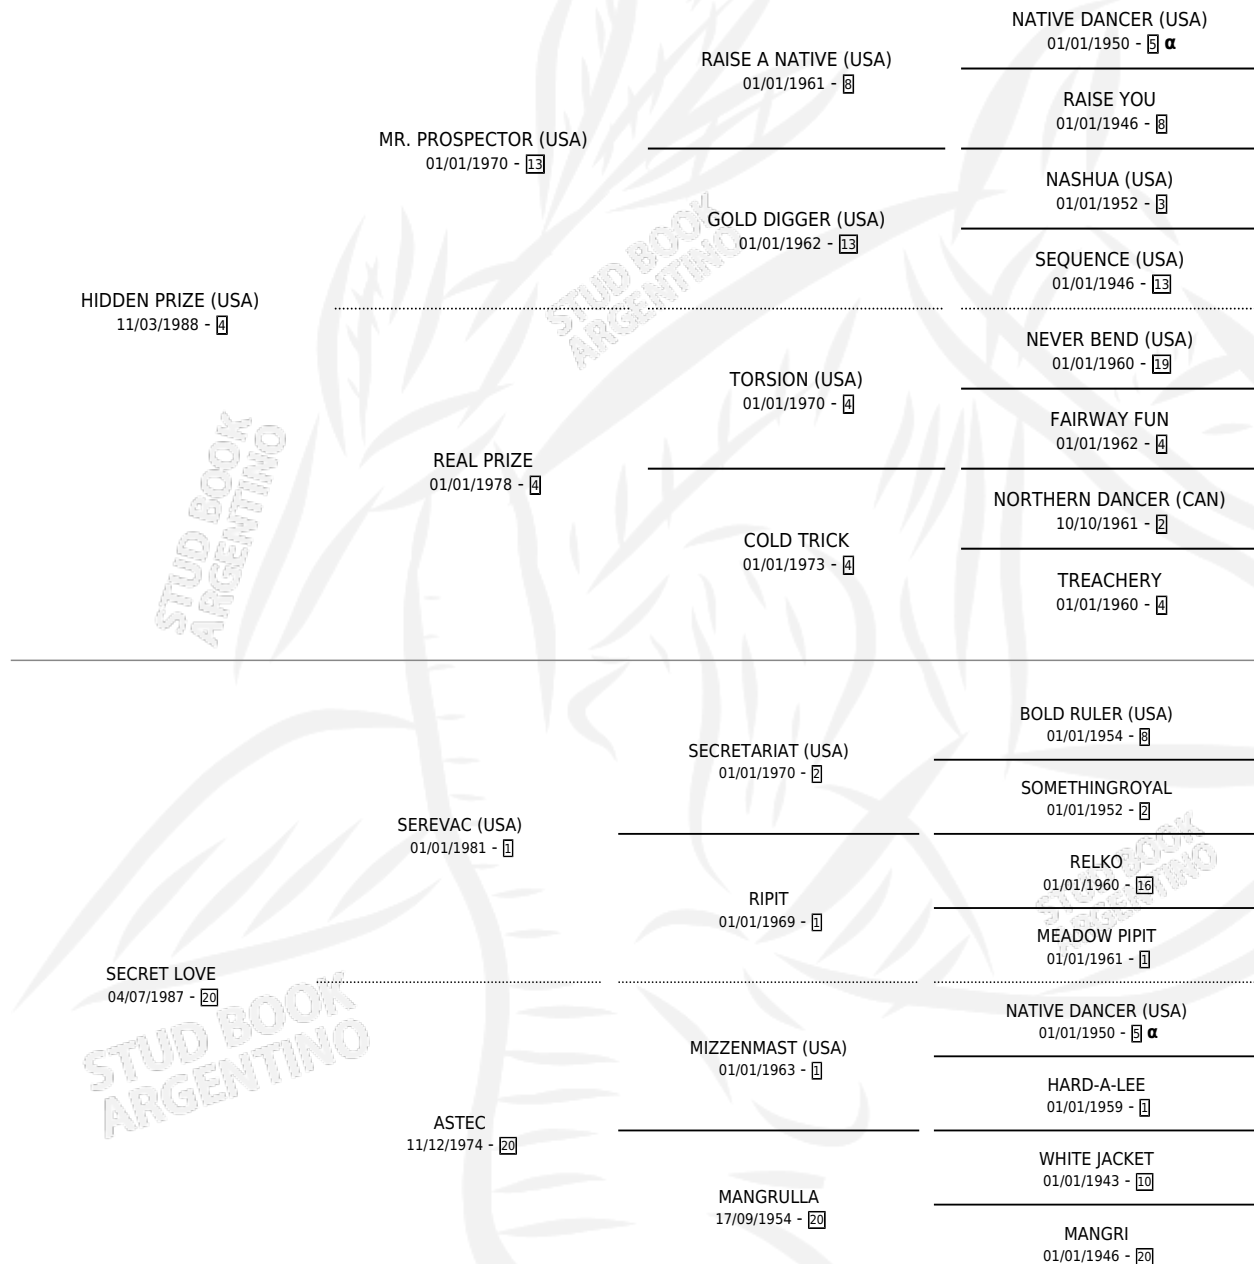 NATIVE DANCER (USA)
01/01/1950 - 5 α
RAISE A NATIVE (USA)
01/01/1961 - 8
RAISE YOU
01/01/1946 - 8
MR. PROSPECTOR (USA)
01/01/1970 - 13
NASHUA (USA)
01/01/1952 - 3
GOLD DIGGER (USA)
01/01/1962 - 13
SEQUENCE (USA)
01/01/1946 - 13
HIDDEN PRIZE (USA)
11/03/1988 - 4
STUD BOOK
ARGENTINO
NEVER BEND (USA)
01/01/1960 - 19
TORSION (USA)
01/01/1970 - 4
FAIRWAY FUN
01/01/1962 - 4
REAL PRIZE
01/01/1978 - 4
NORTHERN DANCER (CAN)
10/10/1961 - 2
COLD TRICK
01/01/1973 - 4
TREACHERY
01/01/1960 - 4
STUD BOOK
ARGENTINO
BOLD RULER (USA)
01/01/1954 - 8
SECRETARIAT (USA)
01/01/1970 - 2
SOMETHINGROYAL
01/01/1952 - 2
SEREVAC (USA)
01/01/1981 - 1
RELKO
01/01/1960 - 16
RIPIT
01/01/1969 - 1
MEADOW PIPIT
01/01/1961 - 1
STUD BOOK
ARGENTINO
SECRET LOVE
04/07/1987 - 20
STUD BOOK
ARGENTINO
NATIVE DANCER (USA)
01/01/1950 - 5 α
MIZZENMAST (USA)
01/01/1963 - 1
HARD-A-LEE
01/01/1959 - 1
ASTEC
11/12/1974 - 20
WHITE JACKET
01/01/1943 - 10
MANGRULLA
17/09/1954 - 20
MANGRI
01/01/1946 - 20